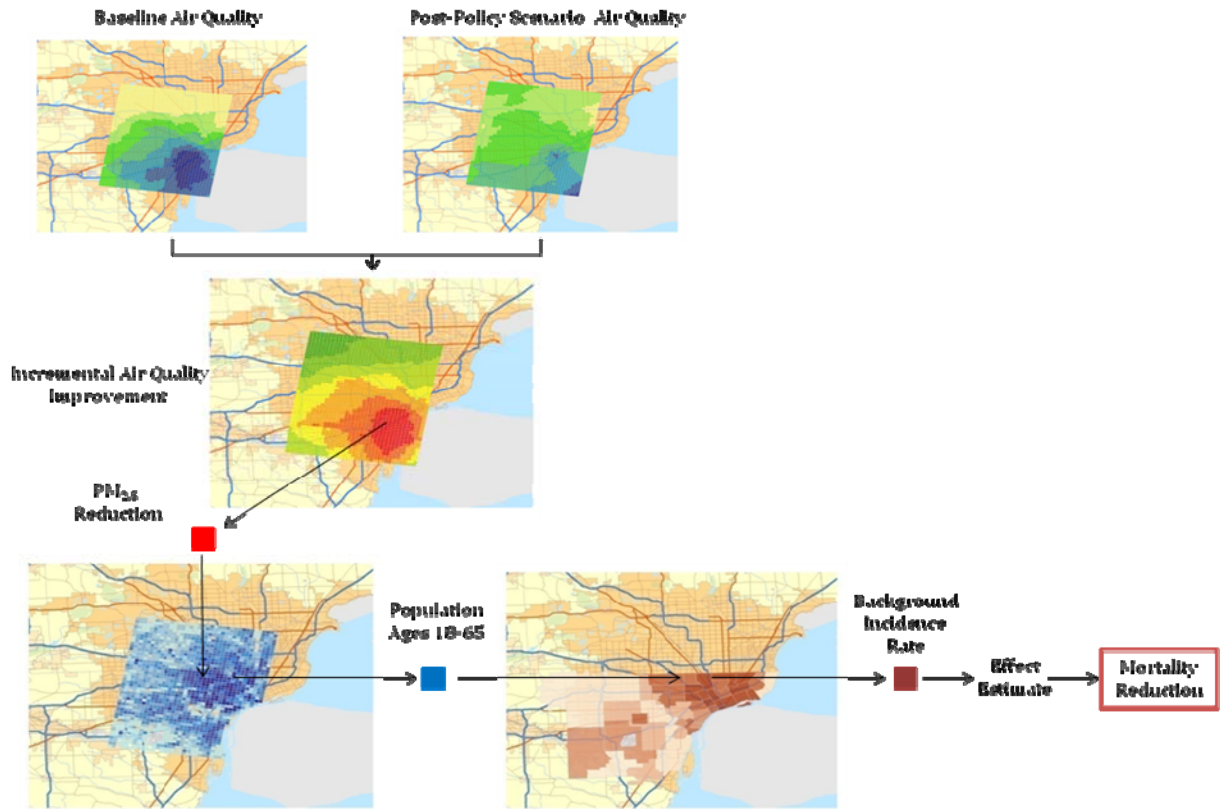 Baseline Air Quality
Post-Policy Scenario Air Quality
Incremental Air Quality
Improvement
PM2.5
Reduction
Population
Ages 18-65
Background
Incidence
Rate
Effect
Estimate
Mortality
Reduction